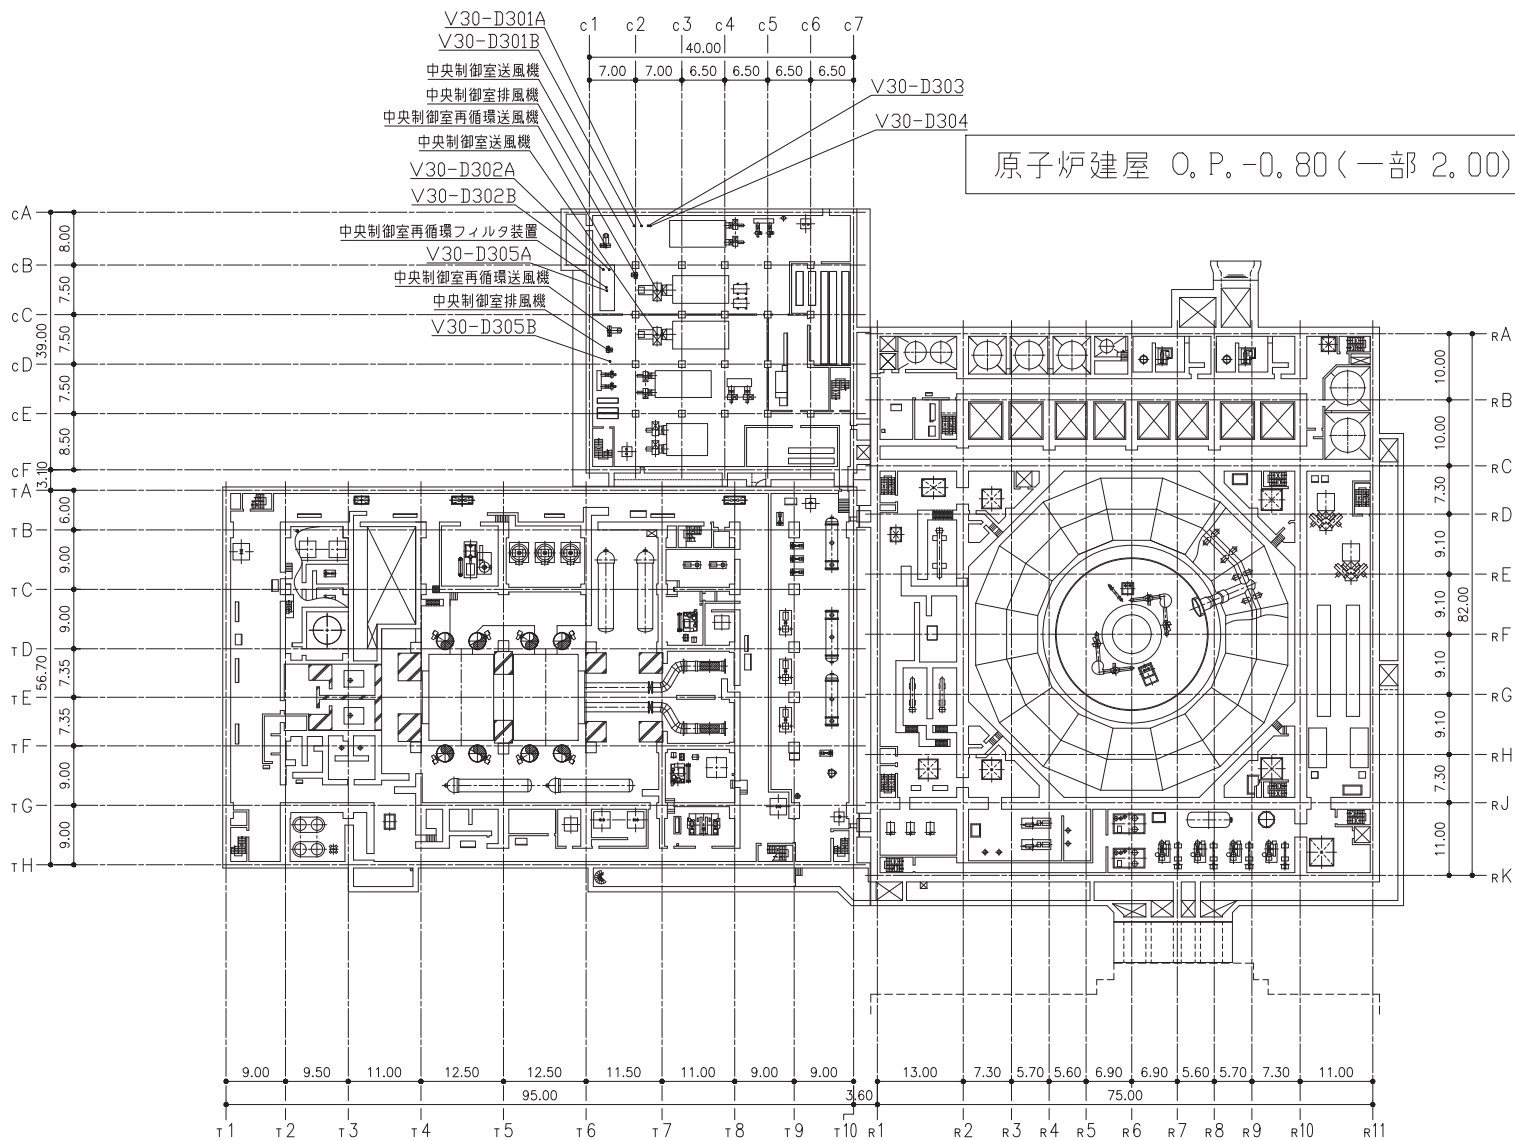 V30-D301A
V30-D301B
中央制御室送風機
中央制御室排風機
中央制御室再循環送風機
中央制御室送風機
V30-D302A
V30-D302B
中央制御室再循環フィルタ装置
V30-D305A
中央制御室再循環送風機
中央制御室排風機
V30-D305B
c1 c2 c3 c4 c5 c6 c7
40.00
7.00 7.00 6.50 6.50 6.50 6.50
V30-D303
V30-D304
原子炉建屋 O.P.-0.80(一部 2.00)
cA
cB
cC
cD
cE
cF
8.00
7.50
7.50
7.50
8.50
39.00
3.10
TA
TB
TC
TD
TE
TF
TG
TH
6.00
9.00
9.00
7.35
7.35
9.00
9.00
56.70
RA
RB
RC
RD
RE
RF
RG
RH
RJ
RK
10.00
10.00
7.30
9.10
9.10
9.10
9.10
7.30
11.00
82.00
9.00 9.50 11.00 12.50 12.50 11.50 11.00 9.00 9.00 13.00 7.30 5.70 5.60 6.90 6.90 5.60 5.70 7.30 11.00
95.00 3.60 75.00
T1 T2 T3 T4 T5 T6 T7 T8 T9 T10 R1 R2 R3 R4 R5 R6 R7 R8 R9 R10 R11